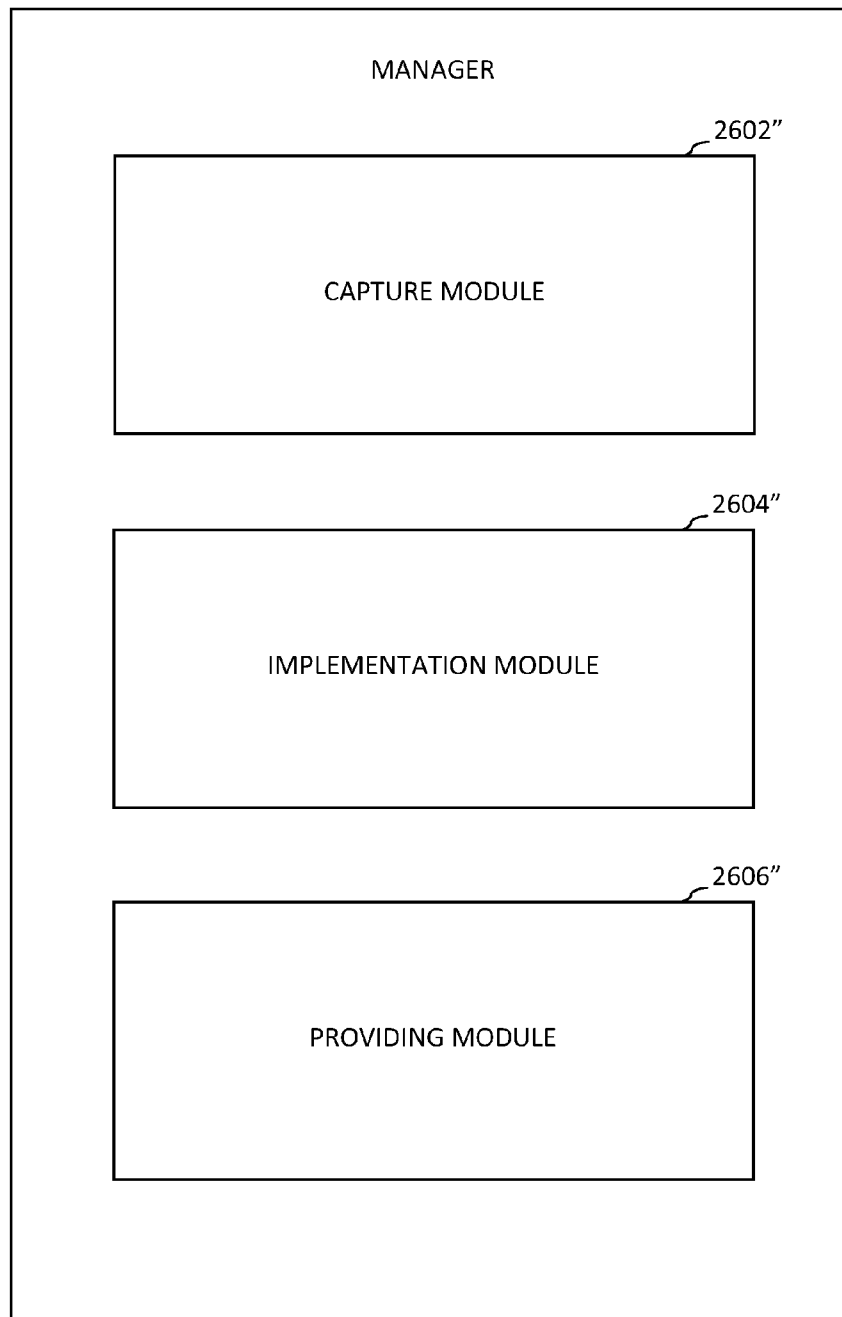 MANAGER
2602”
CAPTURE MODULE
2604”
IMPLEMENTATION MODULE
2606”
PROVIDING MODULE